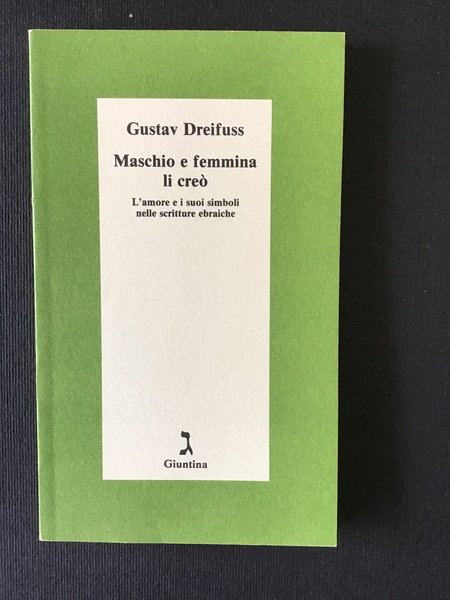 Gustav Dreifuss
Maschio e femmina
li creò
L'amore e i suoi simboli
nelle scritture ebraiche
ג
Giuntina